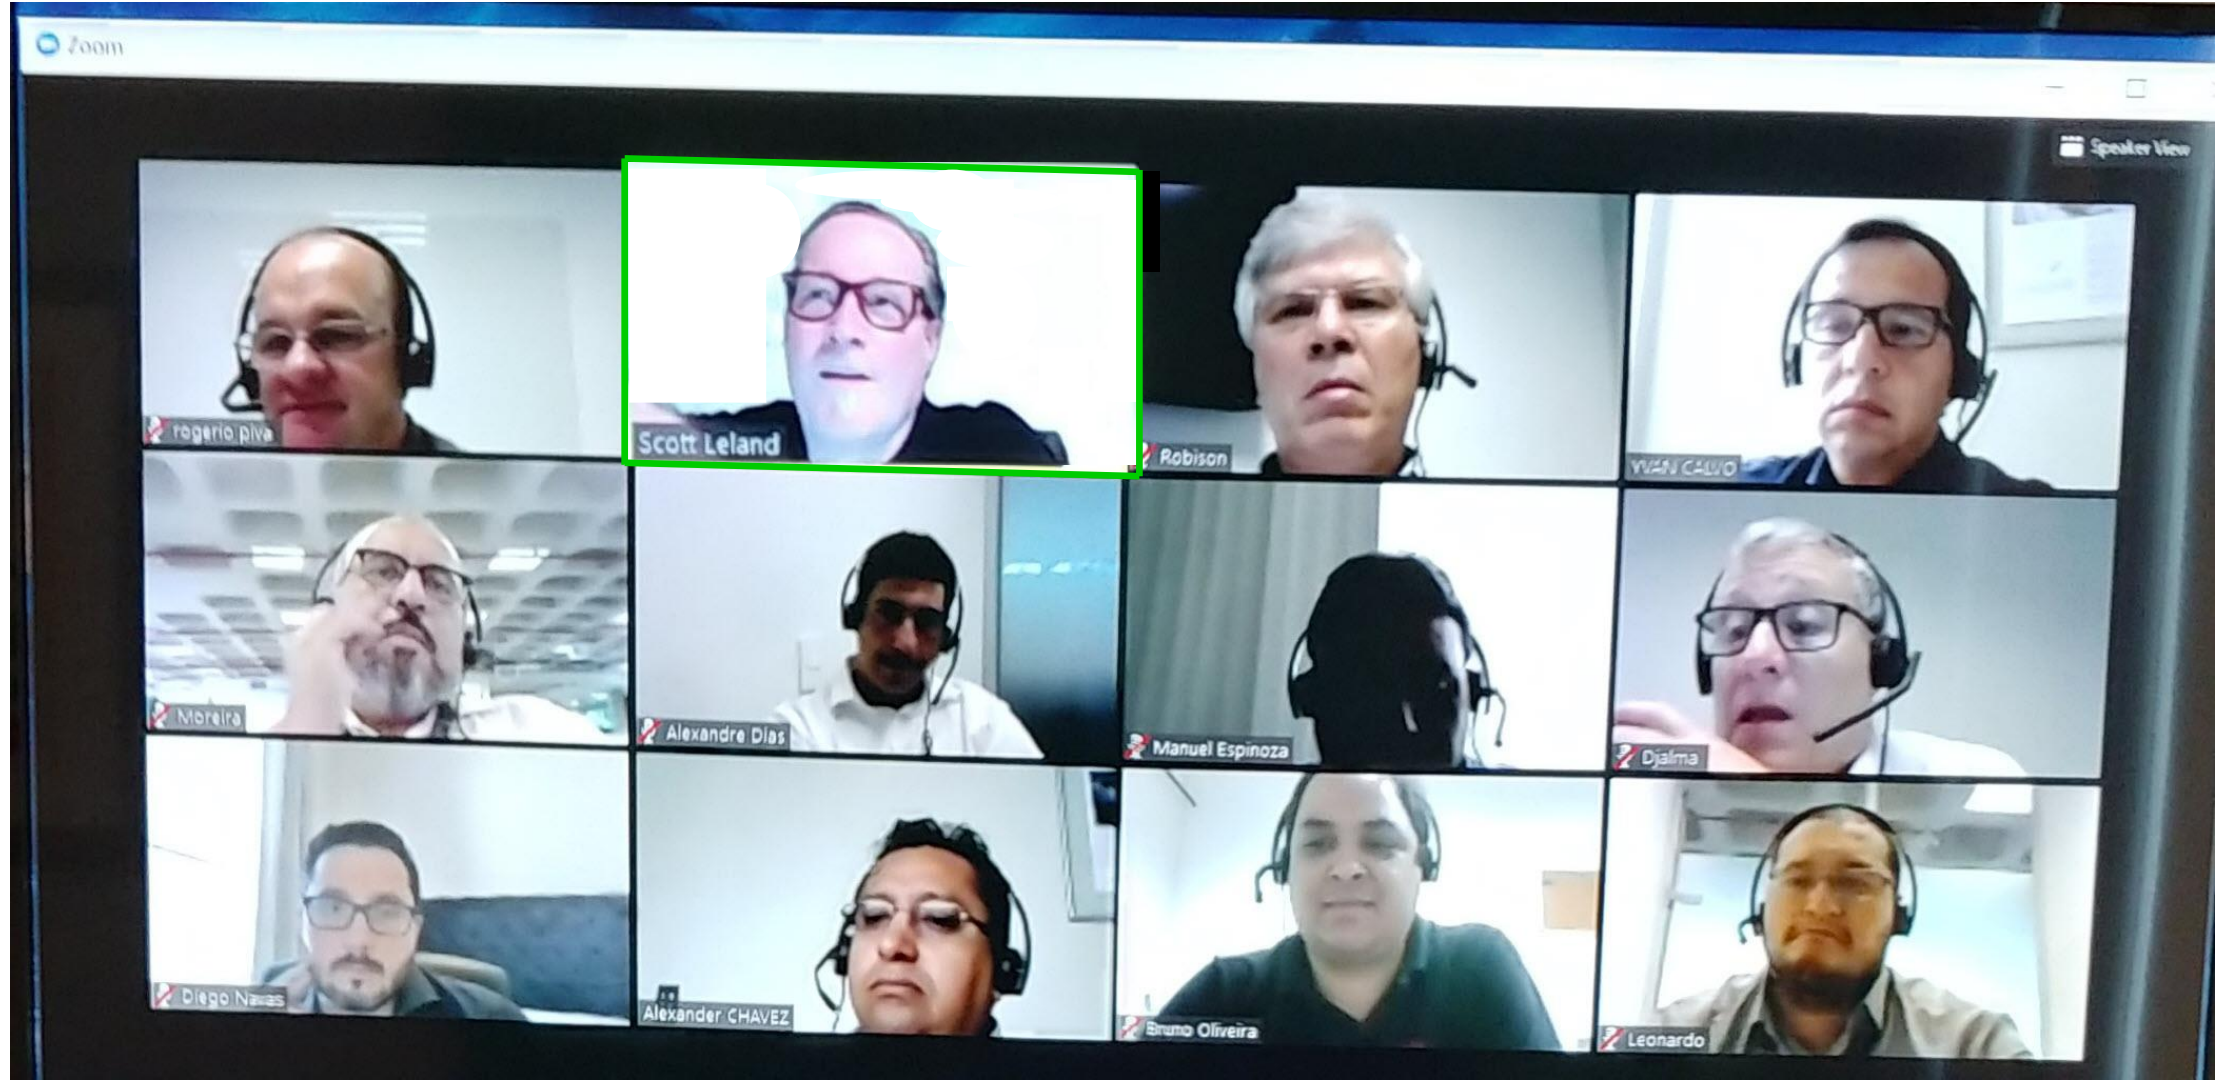 Zoom
Speaker View
rogerio piva
Scott Leland
Robison
YVAN CALVO
Moreira
Alexandre Dias
Manuel Espinoza
Djalma
Diego Navas
Alexander CHAVEZ
Bruno Oliveira
Leonardo